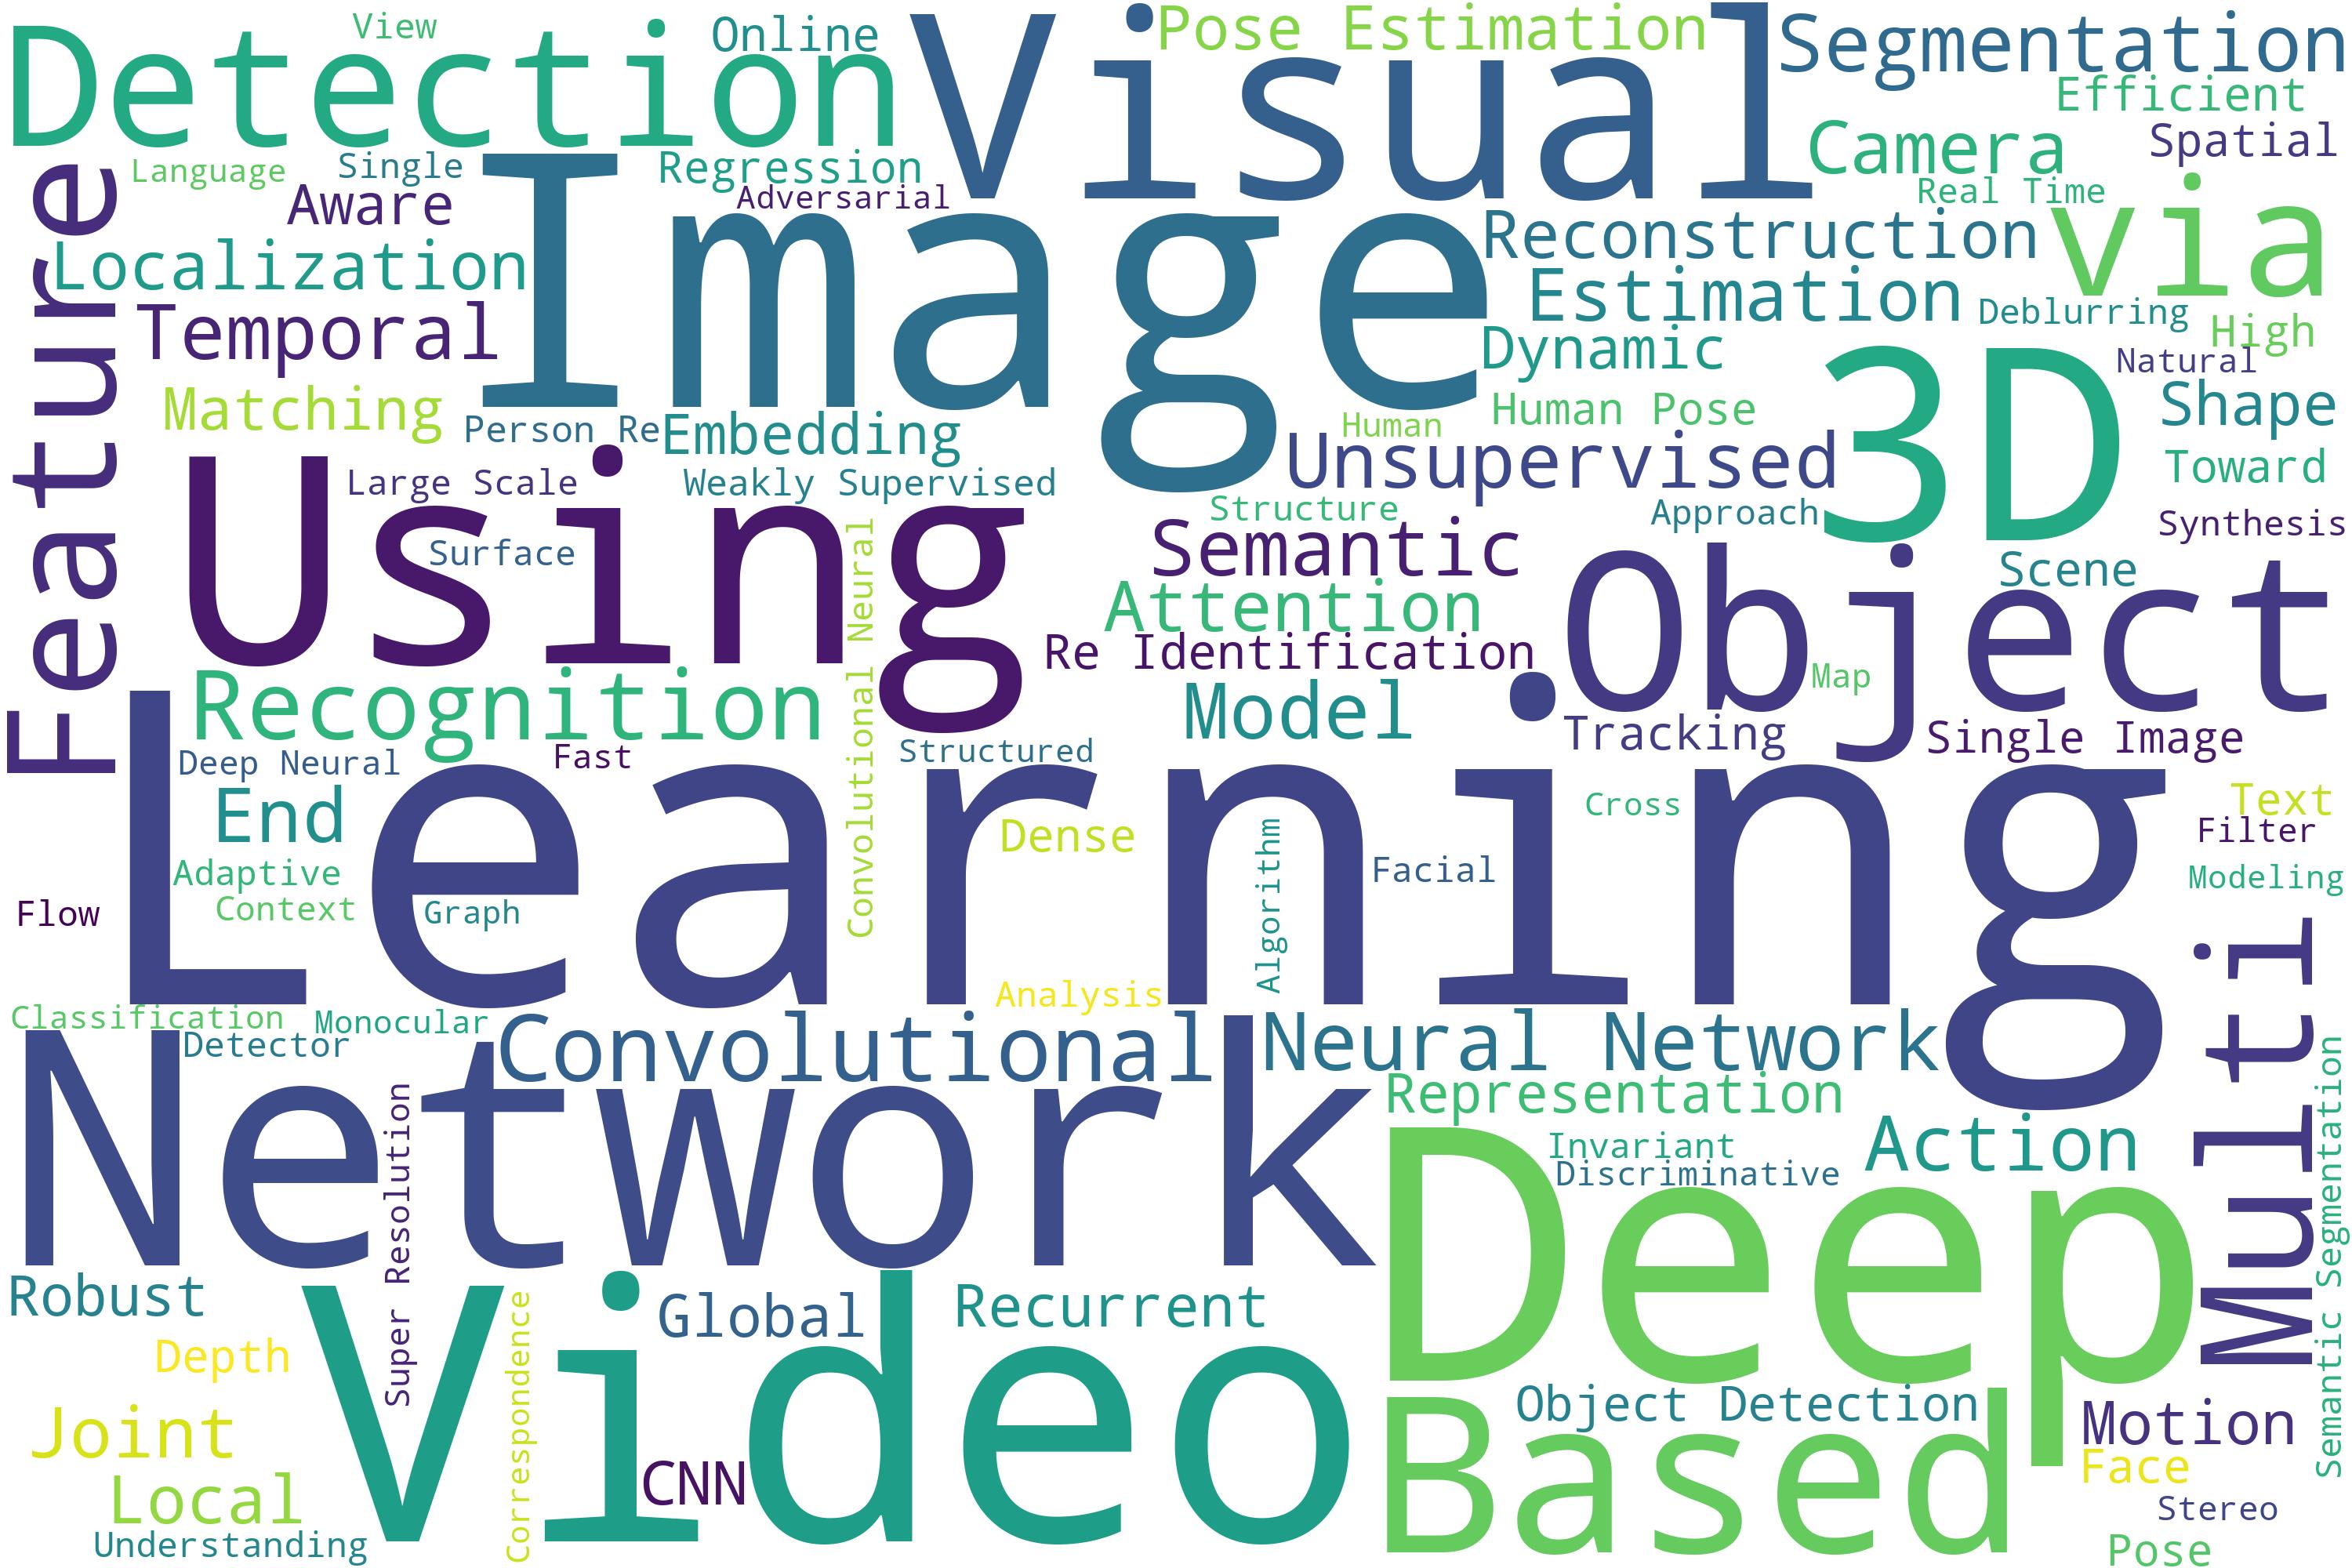 View
Online
Pose Estimation
Detection
Visual
Segmentation
Efficient
Language
Single
Regression
Camera
Spatial
Aware
Adversarial
Real Time
Feature
Localization
Image
Reconstruction
via
Temporal
Estimation
Deblurring
High
Dynamic
Natural
Matching
Person Re
Embedding
Human
Human Pose
3D
Shape
Large Scale
Weakly Supervised
Unsupervised
Toward
Using
Structure
Approach
Synthesis
Surface
Semantic
Scene
Convolutional Neural
Attention
Object
Re Identification
Recognition
Model
Map
Tracking
Single Image
Deep Neural
Fast
Structured
Learning
End
Dense
Cross
Text
Filter
Adaptive
Algorithm
Facial
Modeling
Flow
Context
Graph
Analysis
Multi
Classification
Monocular
Detector
Convolutional
Neural Network
Network
Representation
Super Resolution
Invariant
Action
Discriminative
Semantic Segmentation
Deep
Robust
Global
Recurrent
Video
Depth
Correspondence
Object Detection
Joint
Based
Motion
CNN
Face
Local
Stereo
Understanding
Pose